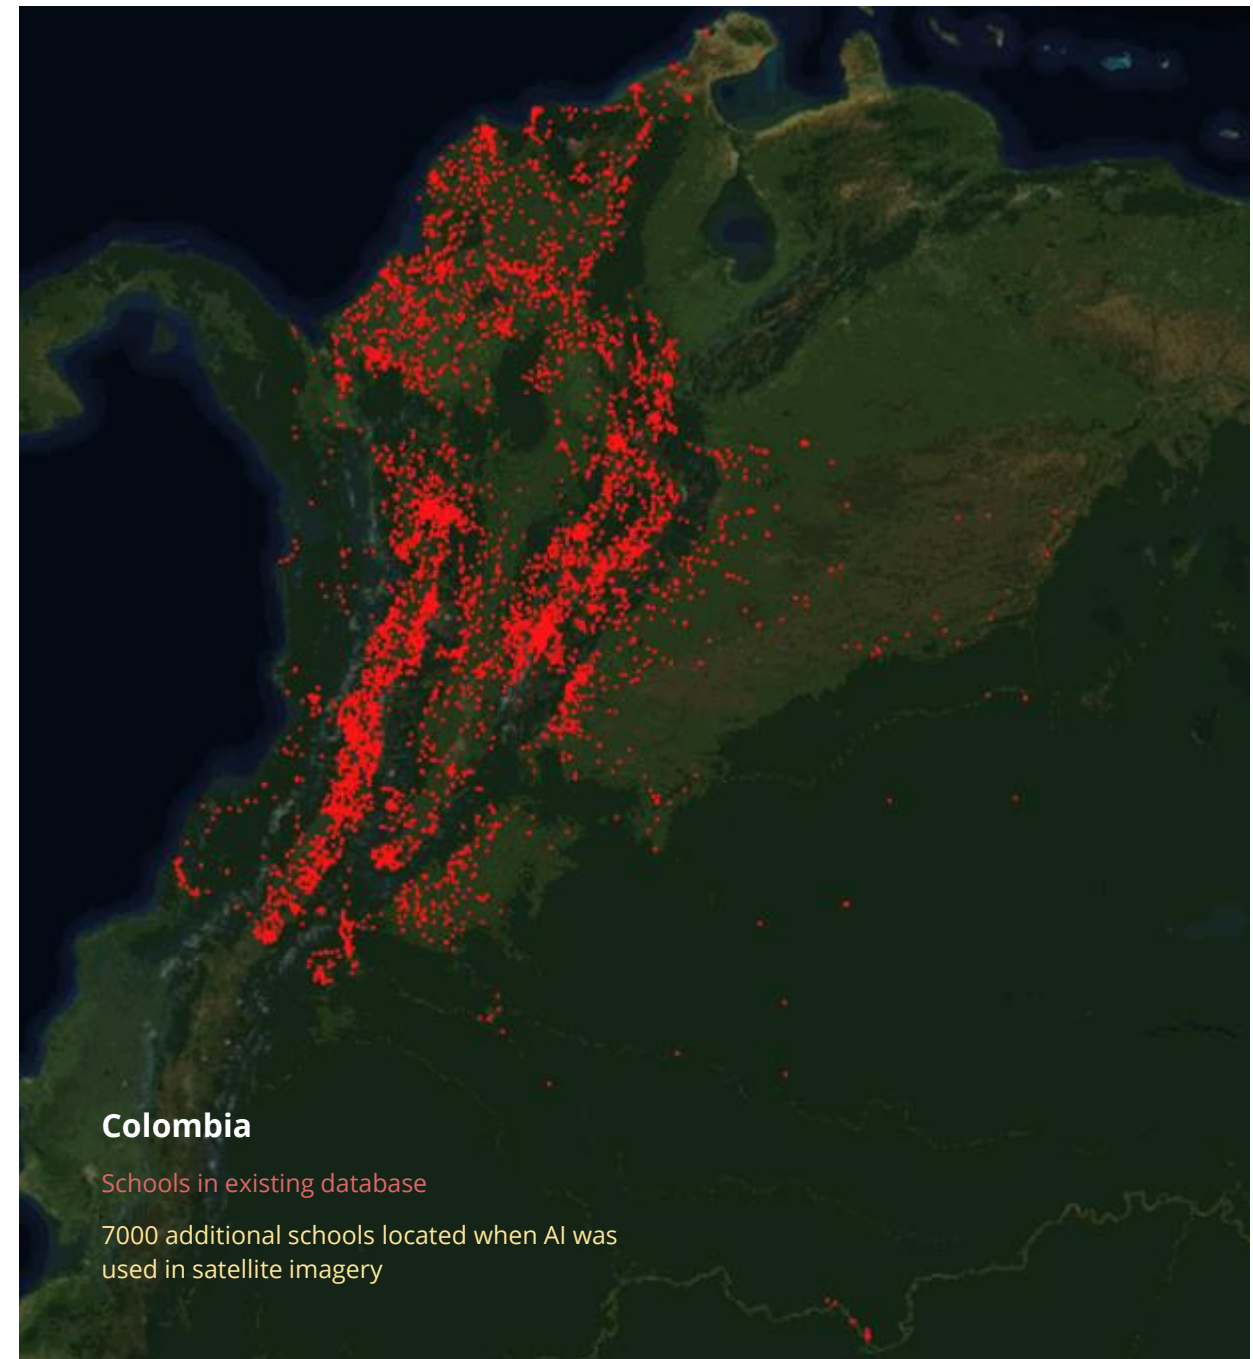 Colombia
Schools in existing database
7000 additional schools located when AI was
used in satellite imagery